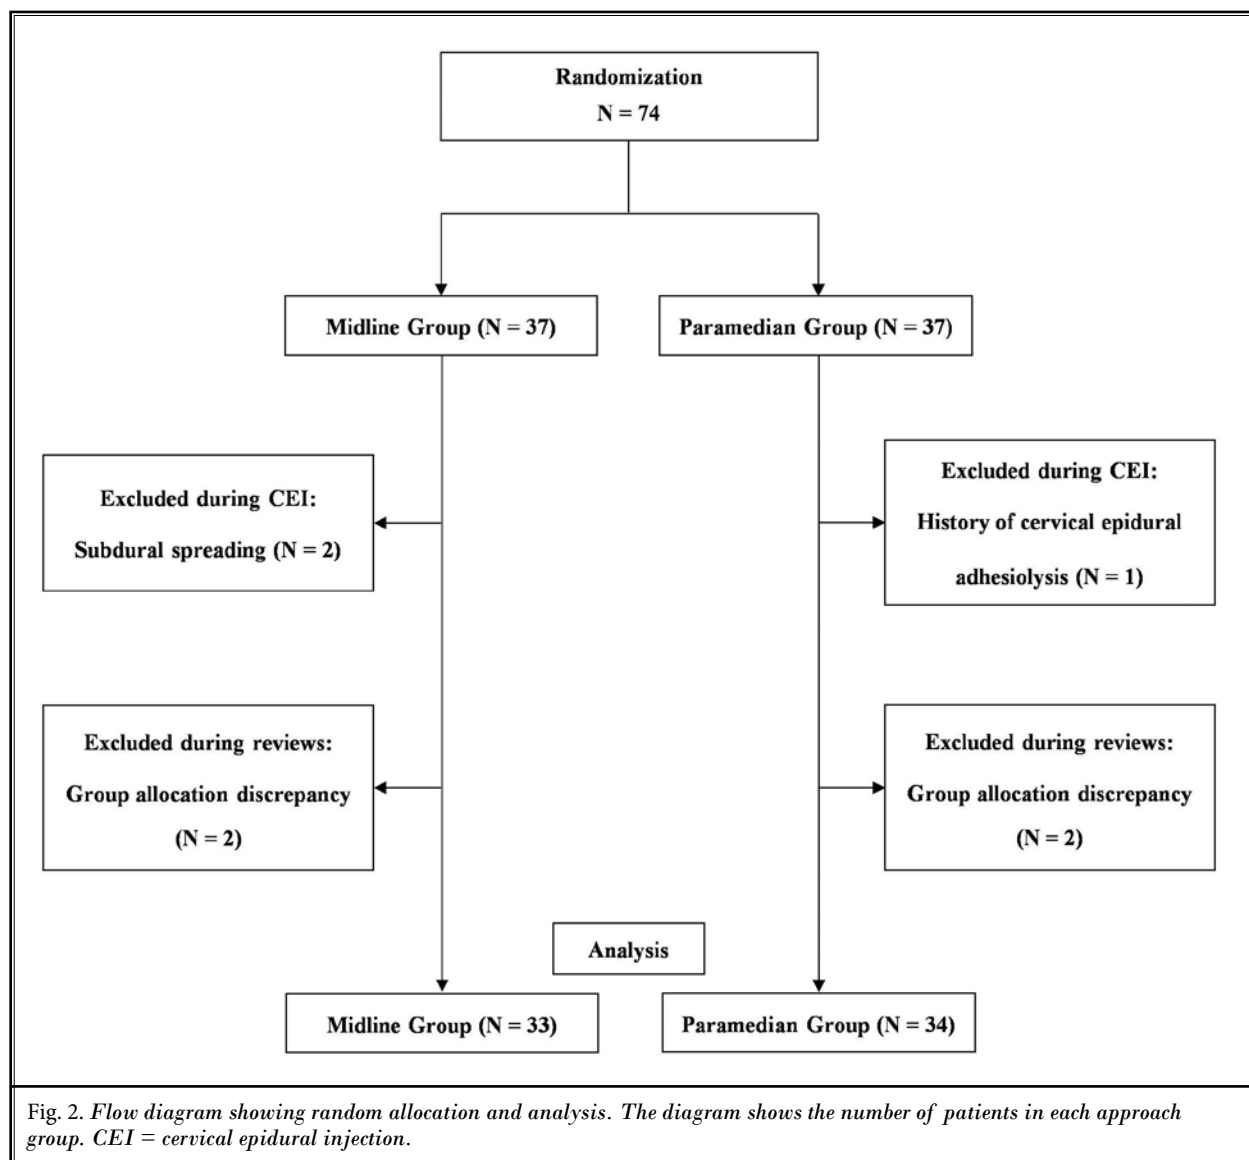 Randomization
N = 74
Midline Group (N = 37)
Paramedian Group (N = 37)
Excluded during CEI:
Subdural spreading (N = 2)
Excluded during CEI:
History of cervical epidural
adhesiolysis (N = 1)
Excluded during reviews:
Group allocation discrepancy
(N = 2)
Excluded during reviews:
Group allocation discrepancy
(N = 2)
Analysis
Midline Group (N = 33)
Paramedian Group (N = 34)
Fig. 2. Flow diagram showing random allocation and analysis. The diagram shows the number of patients in each approach
group. CEI = cervical epidural injection.